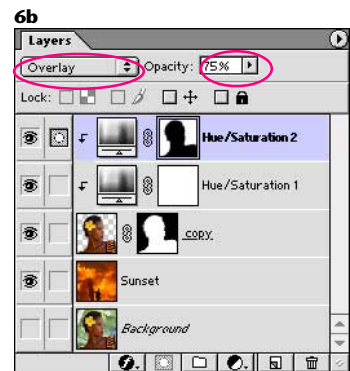 6b
Layers
Overlay Opacity: 75%
Lock:
Hue/Saturation 2
Hue/Saturation 1
copy
Sunset
Background